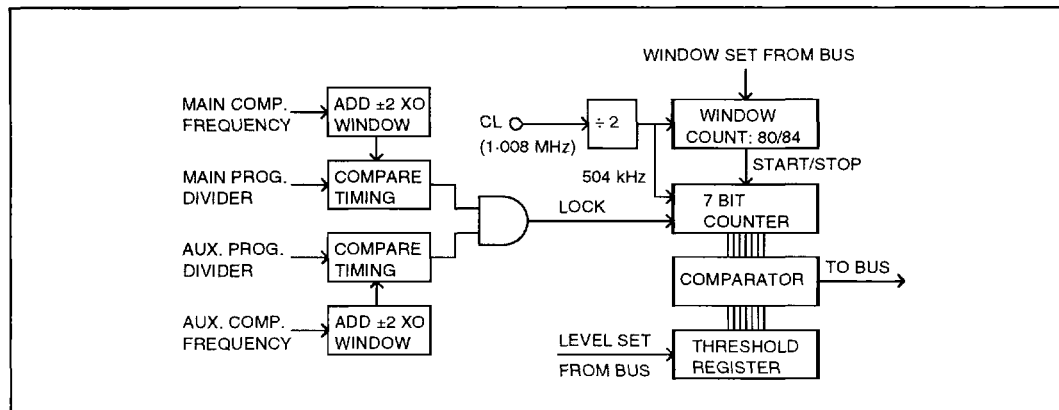 WINDOW SET FROM BUS
MAIN COMP.
FREQUENCY
ADD ±2 XO
WINDOW
CL
(1·008 MHz)
÷ 2
WINDOW
COUNT: 80/84
504 kHz
START/STOP
MAIN PROG.
DIVIDER
COMPARE
TIMING
LOCK
7 BIT
COUNTER
AUX. PROG.
DIVIDER
COMPARE
TIMING
COMPARATOR
TO BUS
AUX. COMP.
FREQUENCY
ADD ±2 XO
WINDOW
LEVEL SET
FROM BUS
THRESHOLD
REGISTER